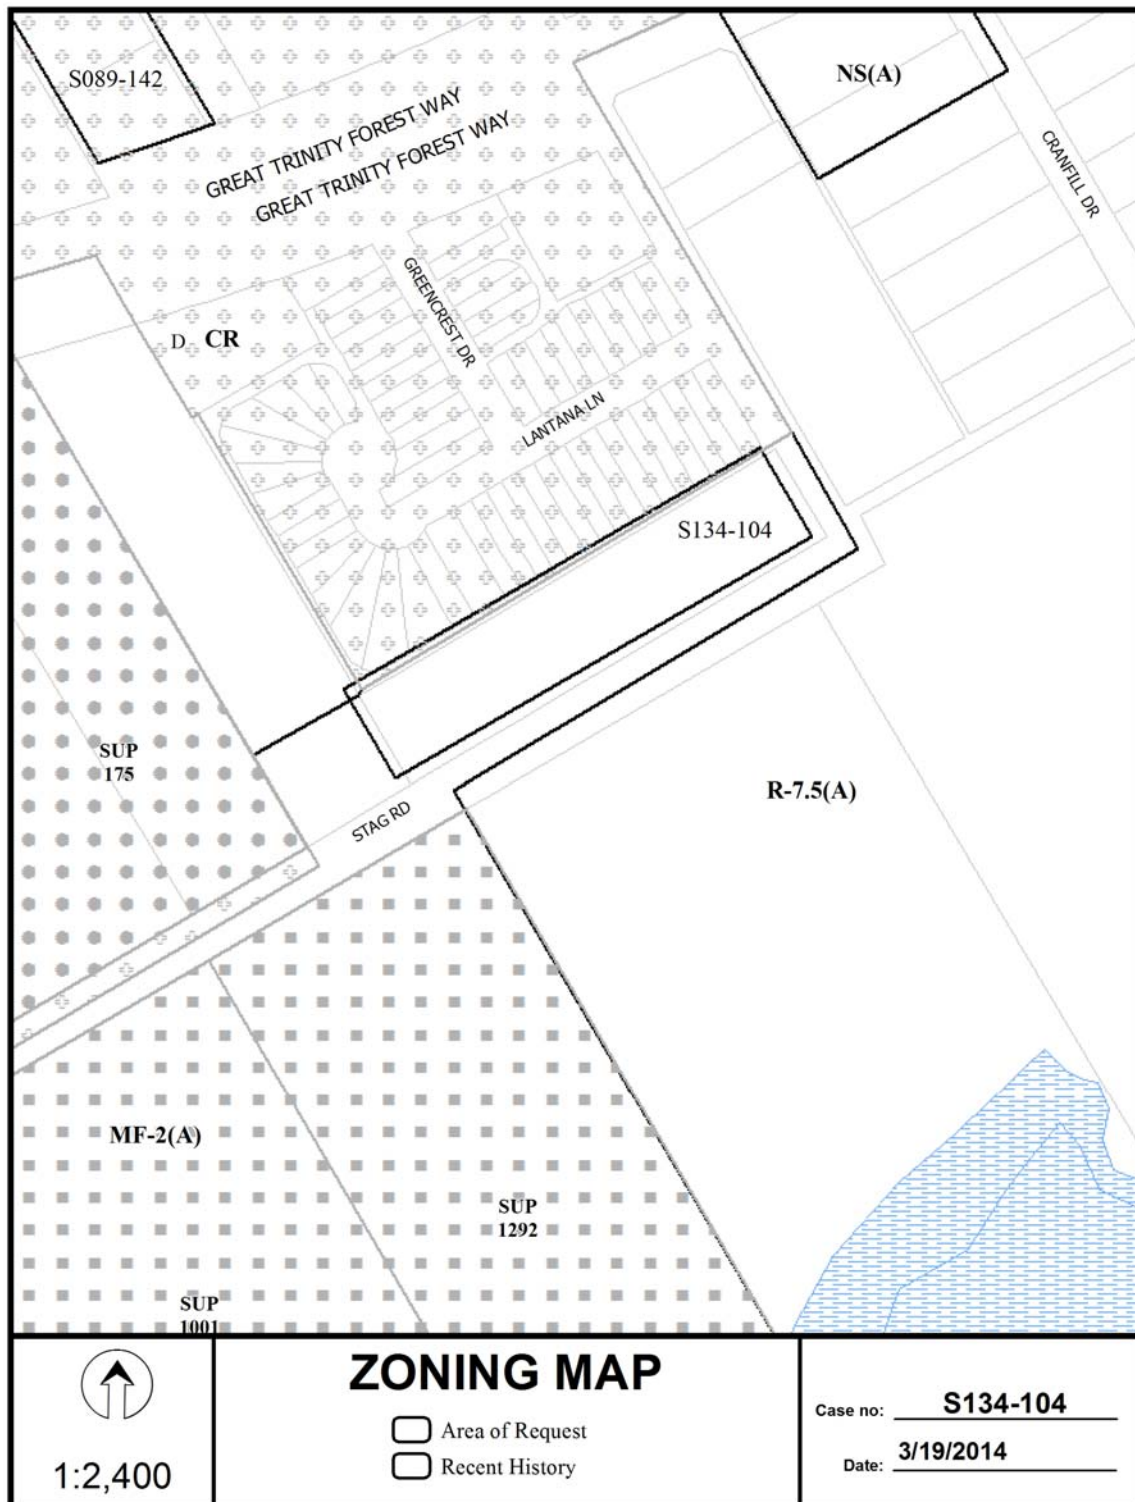 S089-142
NS(A)
GREAT TRINITY FOREST WAY
GREAT TRINITY FOREST WAY
CRANFILL DR
GREENCREST DR
D CR
LANTANA LN
S134-104
SUP
175
R-7.5(A)
STAG RD
MF-2(A)
SUP
1292
SUP
1001
1:2,400
ZONING MAP
Area of Request
Recent History
Case no: S134-104
Date: 3/19/2014